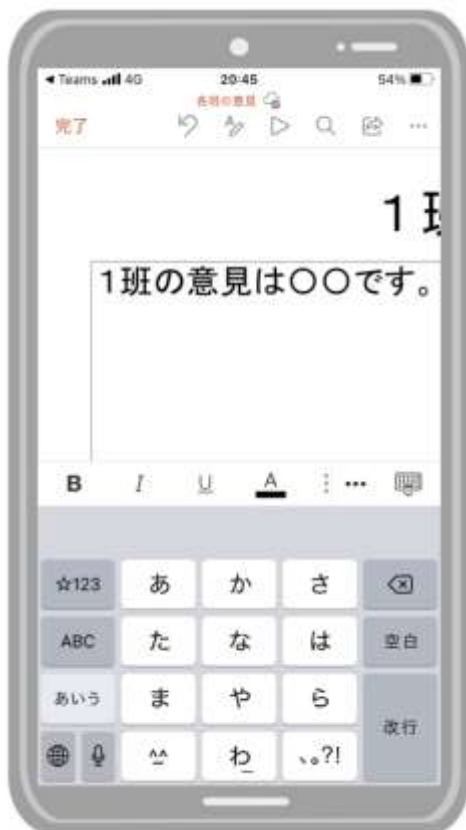 ◀ Teams 4G 20:45 54%
各班の意見
完了
1 班
1班の意見は〇〇です。
B I U A
☆123 あ か さ
ABC た な は 空白
あいう ま や ら 改行
^^ わ 、。?!